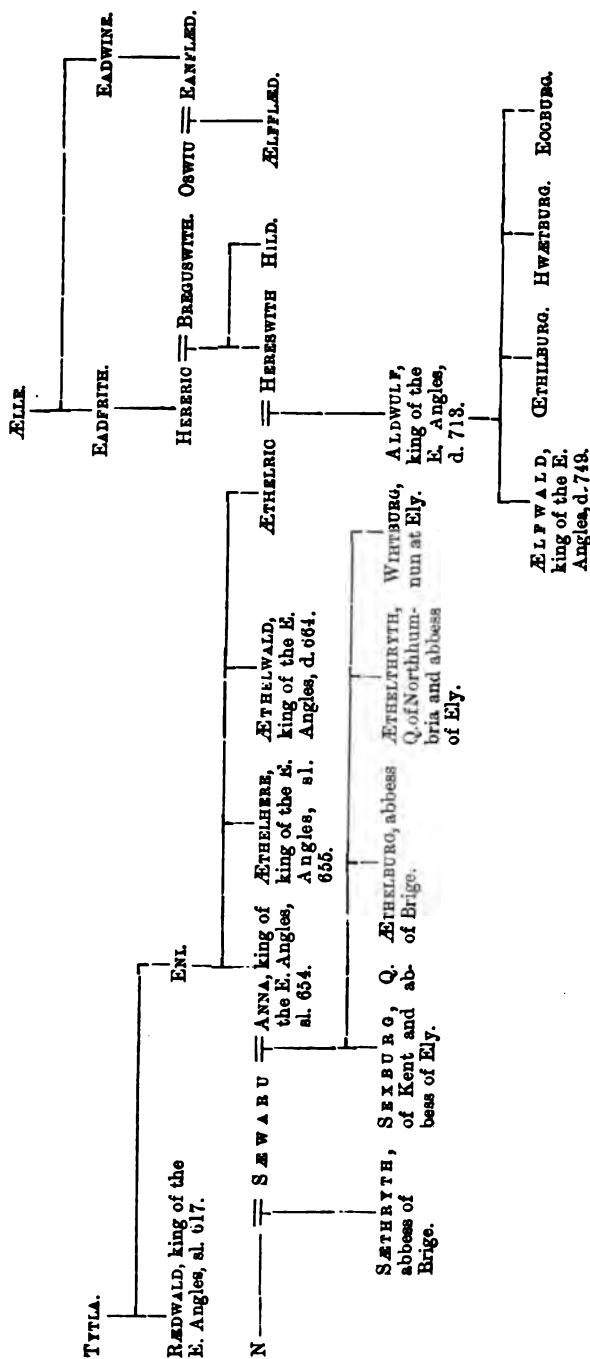 ÆLLE.
TYTLA.
EADFRITH.
EADWINE.
RÆDWALD, king of the
E. Angles, sl. 617.
ENI.
HERERIC = BREGUSWITH.
OSWIU = EANFLÆD.
N = SÆWARU = ANNA, king of
the E. Angles,
sl. 654.
ÆTHELHERE,
king of the E.
Angles, sl.
655.
ÆTHELWALD,
king of the E.
Angles, d. 664.
ÆTHELRIC = HERESWITH
HILD.
ÆLFFLÆD.
SÆTHRYTH,
abbess of
Brige.
SEXBURG, Q.
of Kent and ab-
bess of Ely.
ÆTHELBURG, abbess
of Brige.
ÆTHELTHRYTH,
Q. of Northhum-
bria and abbess
of Ely.
WIHTBURG,
nun at Ely.
ALDWULF,
king of the
E. Angles,
d. 713.
ÆLFWALD,
king of the E.
Angles, d. 749.
ŒTHILBURG.
HWÆTBURG.
ECGBURG.